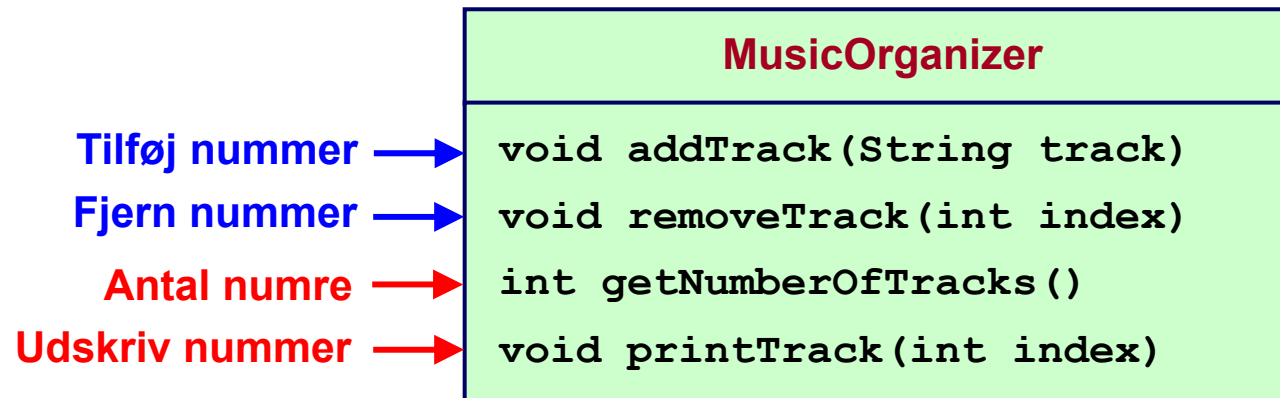 MusicOrganizer
Tilføj nummer void addTrack(String track)
Fjern nummer void removeTrack(int index)
Antal numre int getNumberOfTracks()
Udskriv nummer void printTrack(int index)